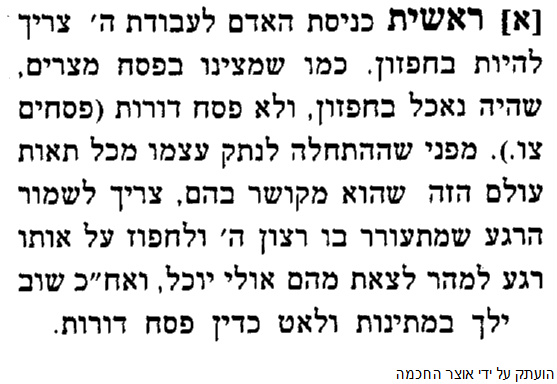 [א] ראשית כניסת האדם לעבודת ה׳ צריך
להיות בחפזון. כמו שמצינו בפסח מצרים,
שהיה נאכל בחפזון, ולא פסח דורות (פסחים
צו.). מפני שההתחלה לנתק עצמו מכל תאות
עולם הזה שהוא מקושר בהם, צריך לשמור
הרגע שמתעורר בו רצון ה׳ ולחפוז על אותו
רגע למהר לצאת מהם אולי יוכל, ואח״כ שוב
ילך במתינות ולאט כדין פסח דורות.
הועתק על ידי אוצר החכמה